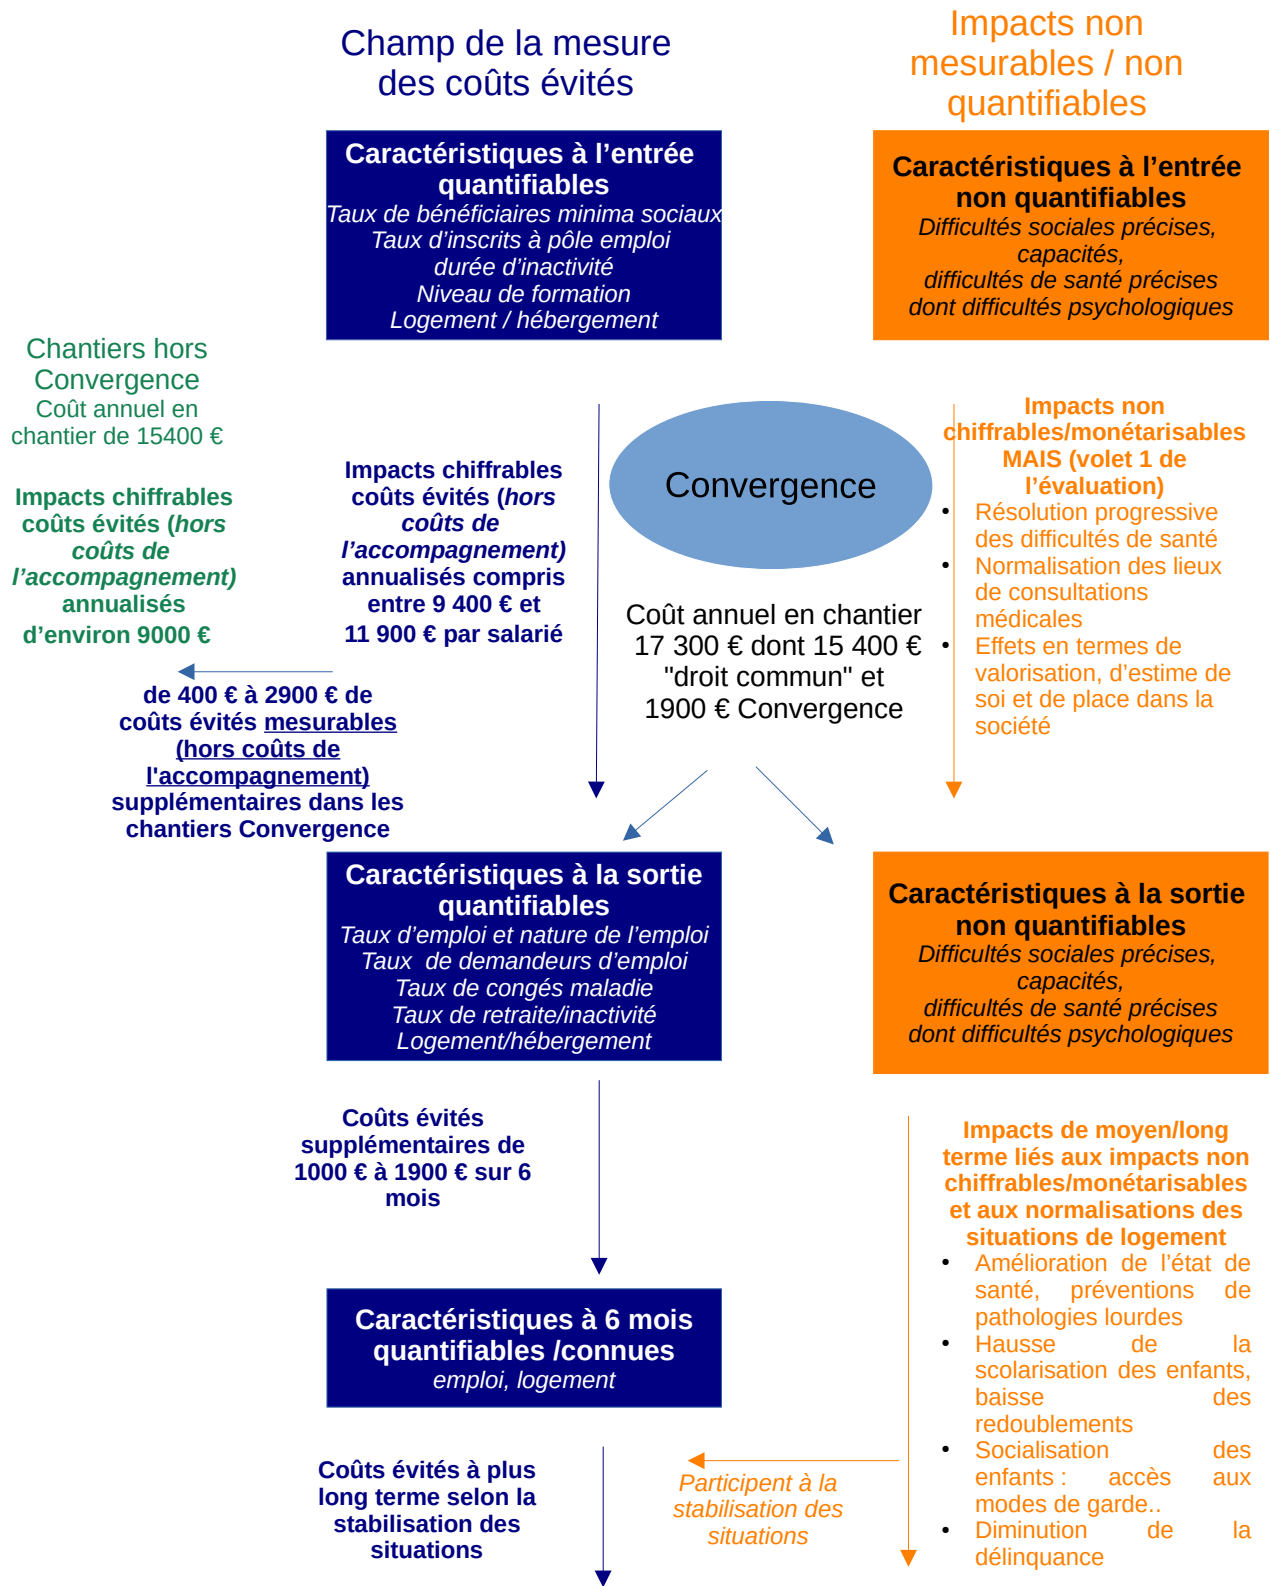 Champ de la mesure
des coûts évités
Impacts non
mesurables / non
quantifiables
Caractéristiques à l’entrée
quantifiables
Taux de bénéficiaires minima sociaux
Taux d’inscrits à pôle emploi
durée d’inactivité
Niveau de formation
Logement / hébergement
Caractéristiques à l’entrée
non quantifiables
Difficultés sociales précises,
capacités,
difficultés de santé précises
dont difficultés psychologiques
Chantiers hors
Convergence
Coût annuel en
chantier de 15400 €
Impacts chiffrables
coûts évités (hors
coûts de
l’accompagnement)
annualisés
d’environ 9000 €
Impacts chiffrables
coûts évités (hors
coûts de
l’accompagnement)
annualisés compris
entre 9 400 € et
11 900 € par salarié
Convergence
Coût annuel en chantier
17 300 € dont 15 400 €
"droit commun" et
1900 € Convergence
Impacts non
chiffrables/monétarisables
MAIS (volet 1 de
l’évaluation)
• Résolution progressive
des difficultés de santé
• Normalisation des lieux
de consultations
médicales
• Effets en termes de
valorisation, d’estime de
soi et de place dans la
société
de 400 € à 2900 € de
coûts évités mesurables
(hors coûts de
l'accompagnement)
supplémentaires dans les
chantiers Convergence
Caractéristiques à la sortie
quantifiables
Taux d’emploi et nature de l’emploi
Taux de demandeurs d’emploi
Taux de congés maladie
Taux de retraite/inactivité
Logement/hébergement
Caractéristiques à la sortie
non quantifiables
Difficultés sociales précises,
capacités,
difficultés de santé précises
dont difficultés psychologiques
Coûts évités
supplémentaires de
1000 € à 1900 € sur 6
mois
Impacts de moyen/long
terme liés aux impacts non
chiffrables/monétarisables
et aux normalisations des
situations de logement
• Amélioration de l’état de
santé, préventions de
pathologies lourdes
• Hausse de la
scolarisation des enfants,
baisse des
redoublements
• Socialisation des
enfants : accès aux
modes de garde..
• Diminution de la
délinquance
Caractéristiques à 6 mois
quantifiables /connues
emploi, logement
Coûts évités à plus
long terme selon la
stabilisation des
situations
Participent à la
stabilisation des
situations